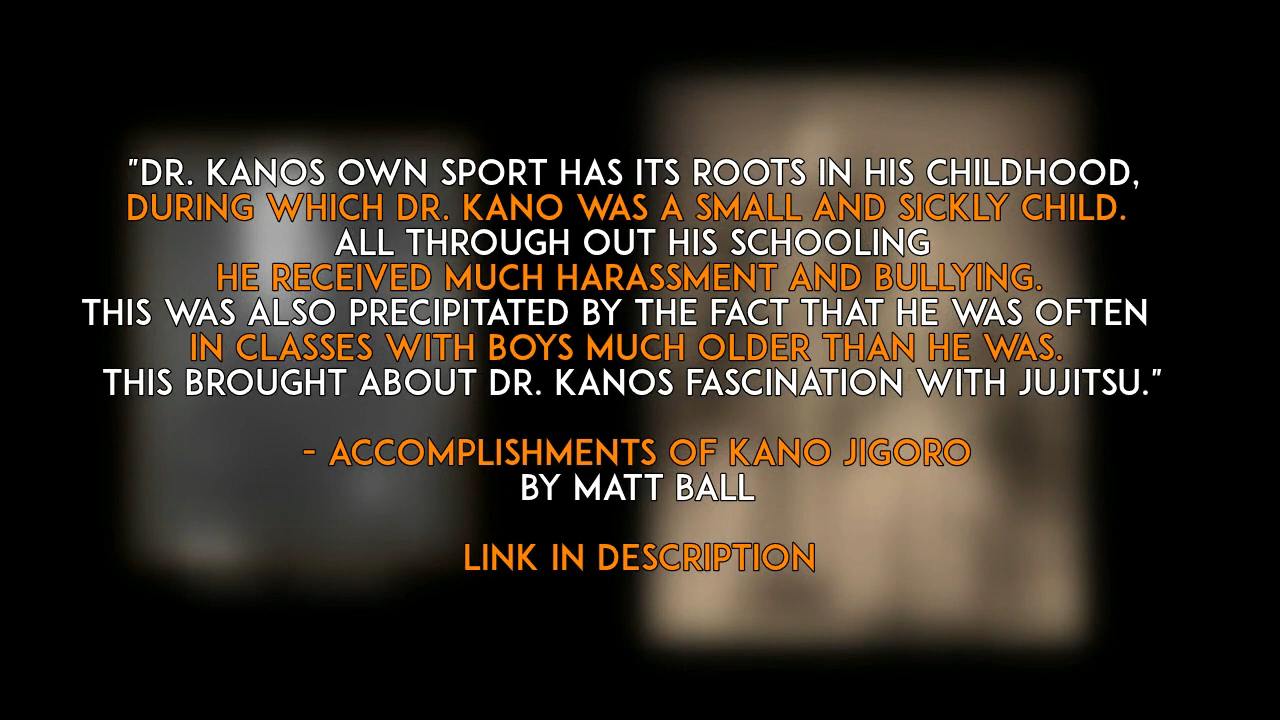 "DR. KANOS OWN SPORT HAS ITS ROOTS IN HIS CHILDHOOD,
DURING WHICH DR. KANO WAS A SMALL AND SICKLY CHILD.
ALL THROUGH OUT HIS SCHOOLING
HE RECEIVED MUCH HARASSMENT AND BULLYING.
THIS WAS ALSO PRECIPITATED BY THE FACT THAT HE WAS OFTEN
IN CLASSES WITH BOYS MUCH OLDER THAN HE WAS.
THIS BROUGHT ABOUT DR. KANOS FASCINATION WITH JUJITSU."
- ACCOMPLISHMENTS OF KANO JIGORO
BY MATT BALL
LINK IN DESCRIPTION